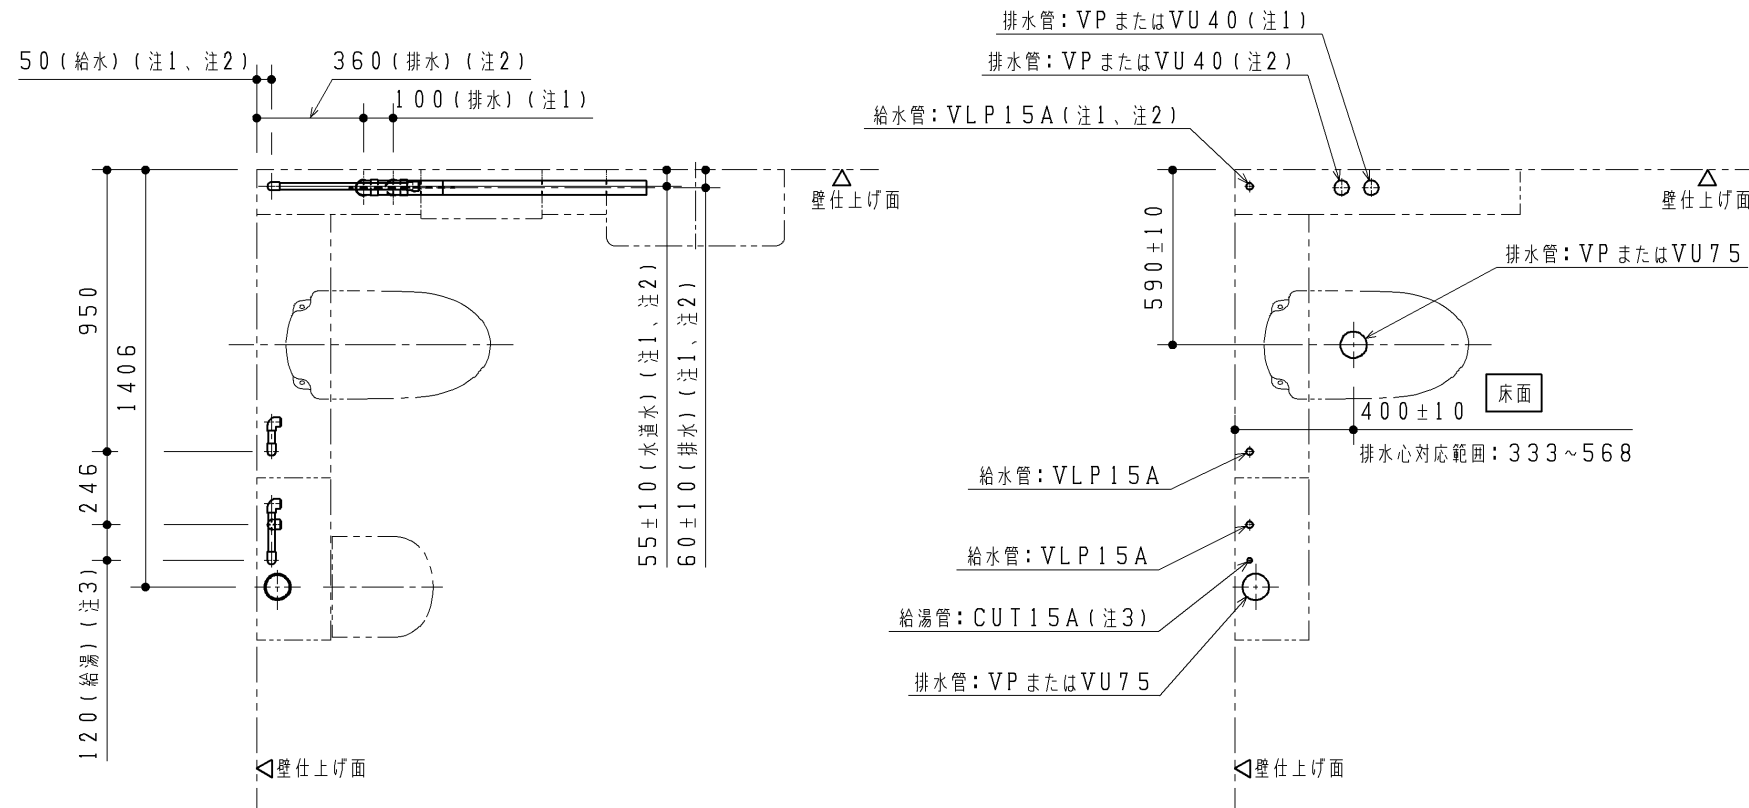 50(給水)(注1、注2)
360(排水)(注2)
100(排水)(注1)
950
1406
246
120(給湯)(注3)
55±10(水道水)(注1、注2)
60±10(排水)(注1、注2)
壁仕上げ面
壁仕上げ面
排水管:VPまたはVU40(注1)
排水管:VPまたはVU40(注2)
給水管:VLP15A(注1、注2)
壁仕上げ面
590±10
排水管:VPまたはVU75
床面
400±10
排水心対応範囲:333~568
給水管:VLP15A
給水管:VLP15A
給湯管:CUT15A(注3)
排水管:VPまたはVU75
壁仕上げ面